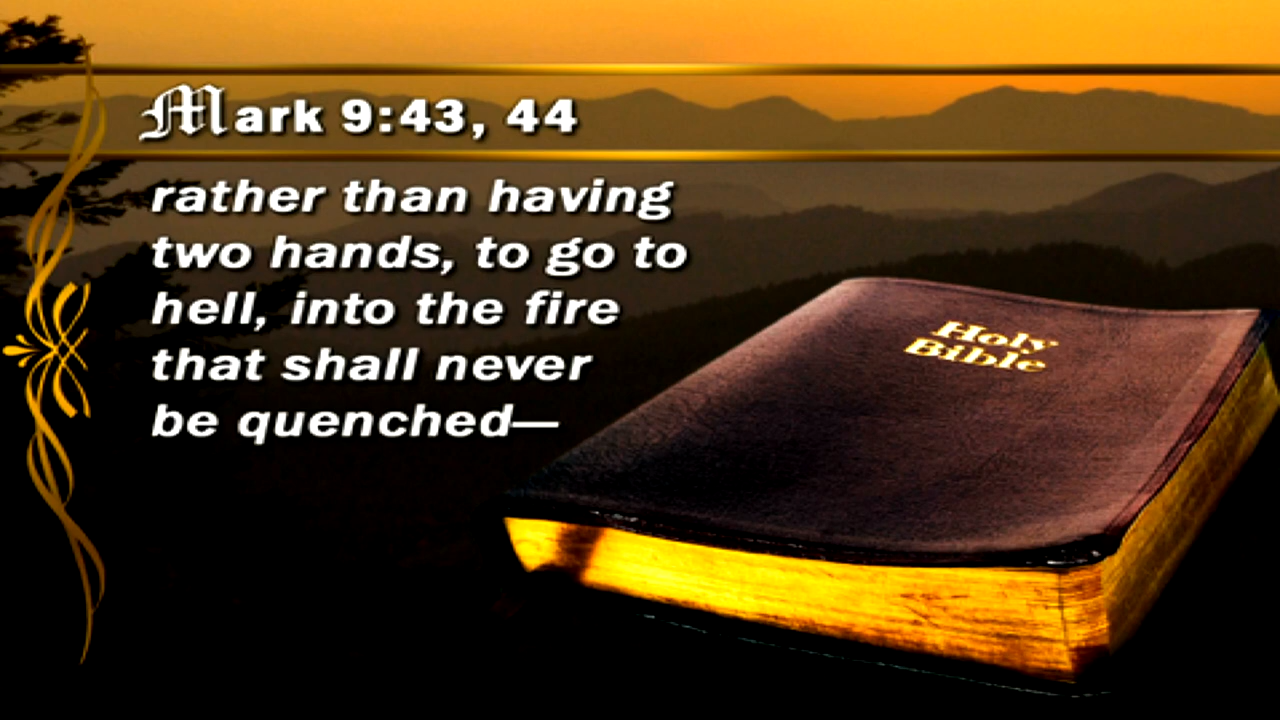 Mark 9:43, 44
rather than having
two hands, to go to
hell, into the fire
that shall never
be quenched—
Holy
Bible